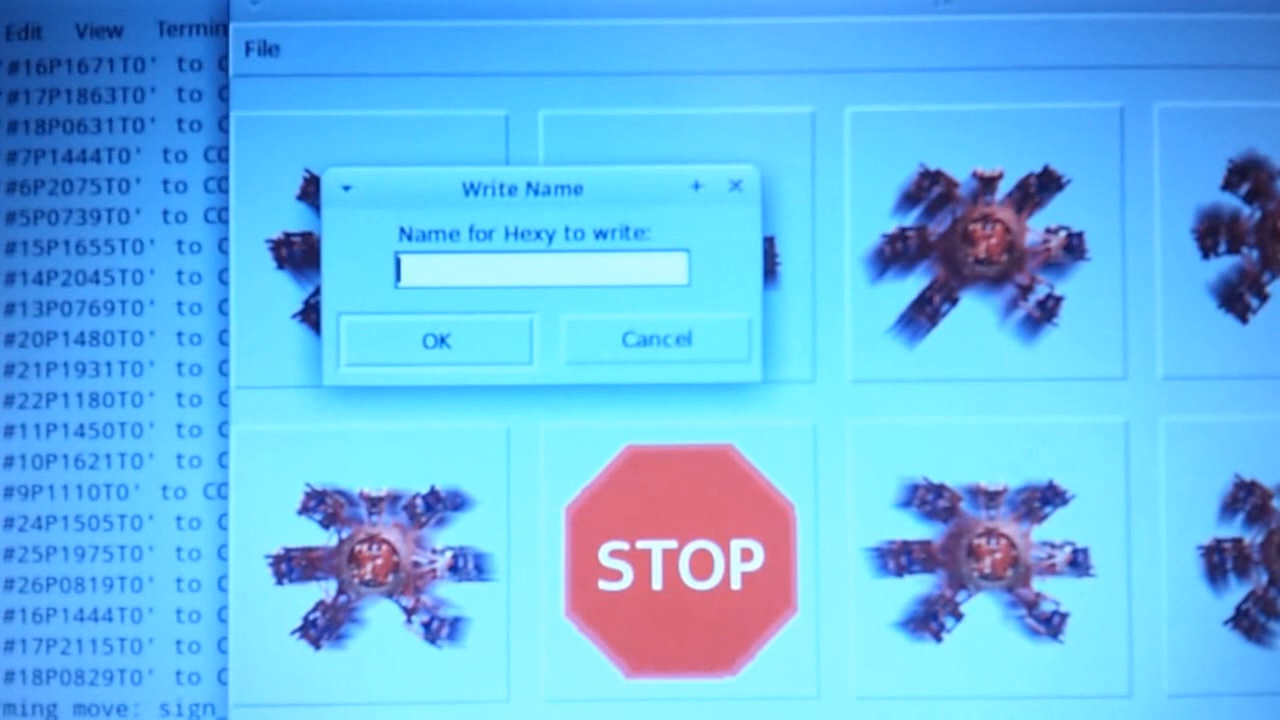 Edit View Termin
#16P1671T0' to C
#17P1863T0' to C
#18P0631T0' to C
#7P1444T0' to CO
#6P2075T0' to CO
#5P0739T0' to CO
#15P1655T0' to C
#14P2045T0' to C
#13P0769T0' to C
#20P1480T0' to C
#21P1931T0' to C
#22P1180T0' to C
#11P1450T0' to C
#10P1621T0' to C
#9P1110T0' to CO
#24P1505T0' to C
#25P1975T0' to C
#26P0819T0' to C
#16P1444T0' to C
#17P2115T0' to C
#18P0829T0' to C
ming move: sign_
File
Write Name
Name for Hexy to write:
OK Cancel
STOP